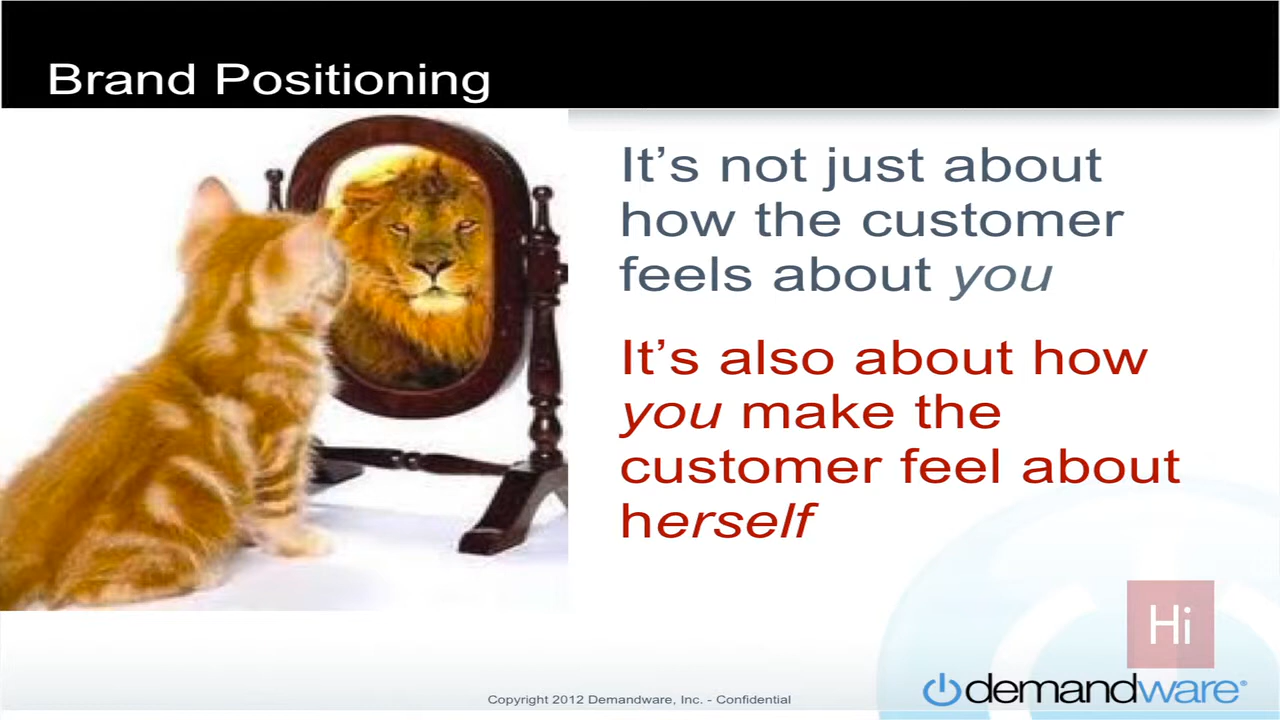 Brand Positioning
It's not just about
how the customer
feels about you
It's also about how
you make the
customer feel about
herself
Hi
Copyright 2012 Demandware, Inc. - Confidential
demandware®